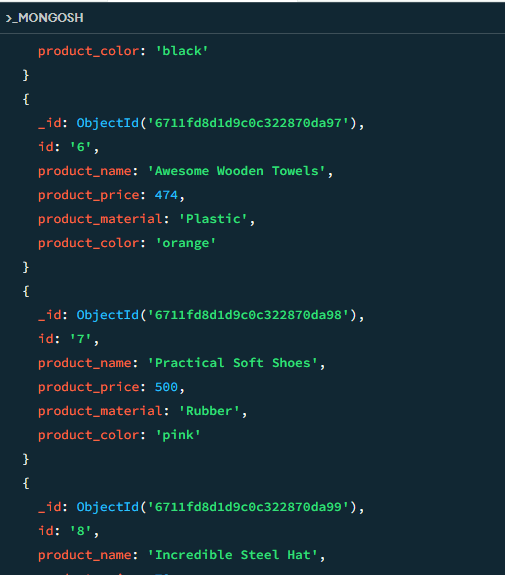 >_MONGOSH
product_color: 'black'
}
{
_id: ObjectId('6711fd8d1d9c0c322870da97'),
id: '6',
product_name: 'Awesome Wooden Towels',
product_price: 474,
product_material: 'Plastic',
product_color: 'orange'
}
{
_id: ObjectId('6711fd8d1d9c0c322870da98'),
id: '7',
product_name: 'Practical Soft Shoes',
product_price: 500,
product_material: 'Rubber',
product_color: 'pink'
}
{
_id: ObjectId('6711fd8d1d9c0c322870da99'),
id: '8',
product_name: 'Incredible Steel Hat',